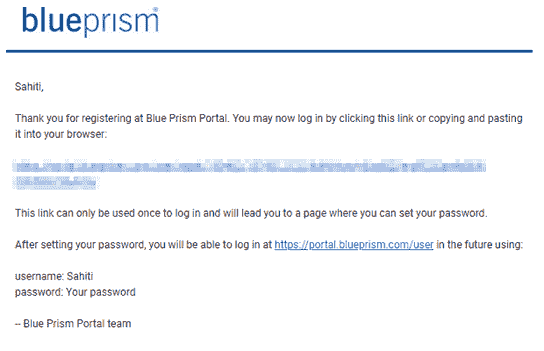 blueprism®
Sahiti,
Thank you for registering at Blue Prism Portal. You may now log in by clicking this link or copying and pasting
it into your browser:
This link can only be used once to log in and will lead you to a page where you can set your password.
After setting your password, you will be able to log in at https://portal.blueprism.com/user in the future using:
username: Sahiti
password: Your password
-- Blue Prism Portal team